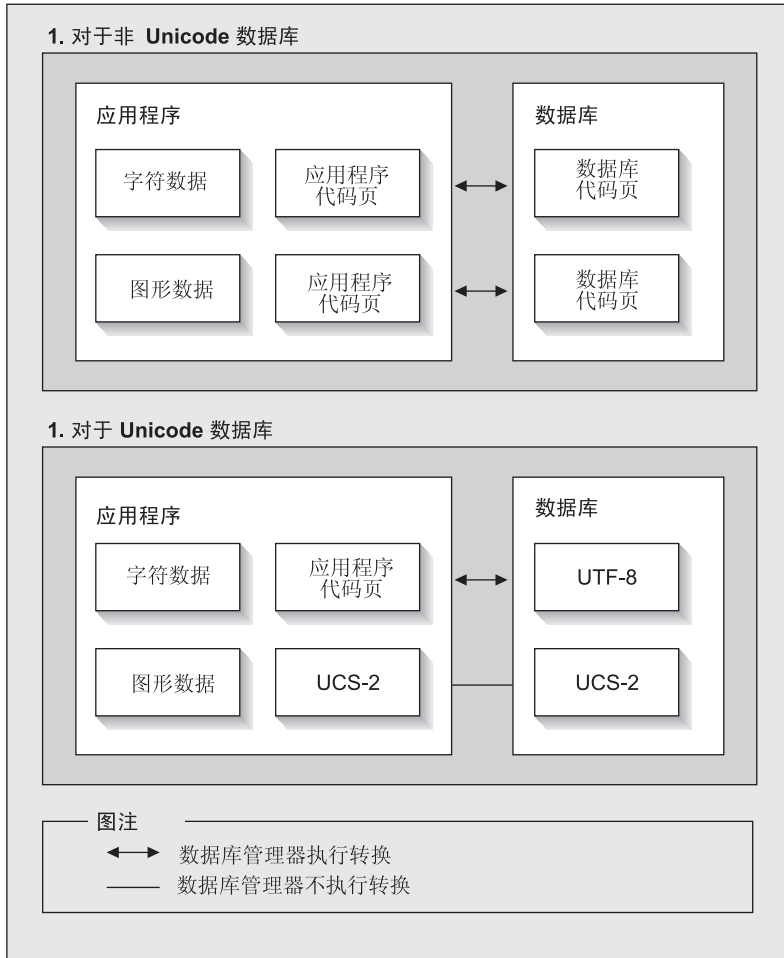 1. 对于非 Unicode 数据库
应用程序
数据库
字符数据
应用程序
代码页
数据库
代码页
图形数据
应用程序
代码页
数据库
代码页
1. 对于 Unicode 数据库
应用程序
数据库
字符数据
应用程序
代码页
UTF-8
图形数据
UCS-2
UCS-2
图注
数据库管理器执行转换
数据库管理器不执行转换